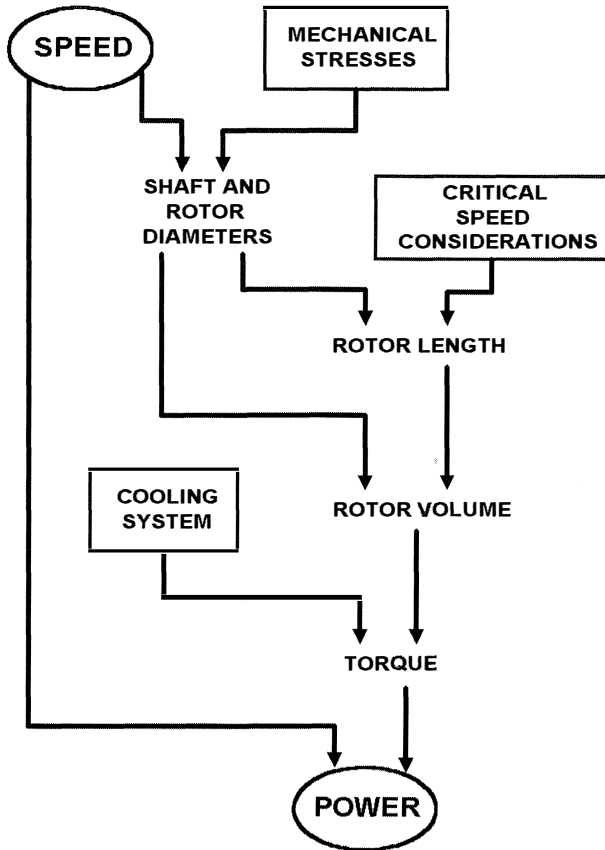 SPEED
MECHANICAL
STRESSES
SHAFT AND
ROTOR
DIAMETERS
CRITICAL
SPEED
CONSIDERATIONS
ROTOR LENGTH
COOLING
SYSTEM
ROTOR VOLUME
TORQUE
POWER